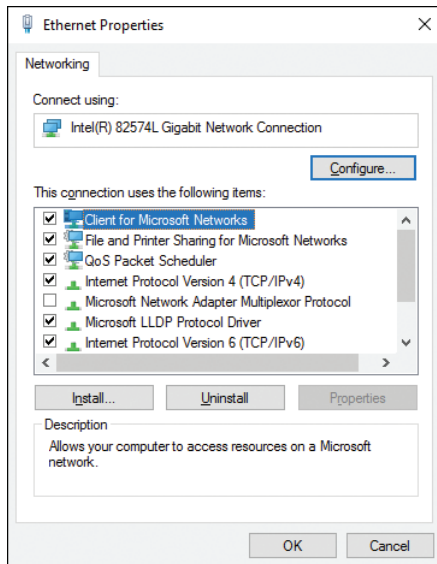 Ethernet Properties
Networking
Connect using:
Intel(R) 82574L Gigabit Network Connection
Configure...
This connection uses the following items:
Client for Microsoft Networks
File and Printer Sharing for Microsoft Networks
QoS Packet Scheduler
Internet Protocol Version 4 (TCP/IPv4)
Microsoft Network Adapter Multiplexor Protocol
Microsoft LLDP Protocol Driver
Internet Protocol Version 6 (TCP/IPv6)
Install... Uninstall Properties
Description
Allows your computer to access resources on a Microsoft
network.
OK Cancel